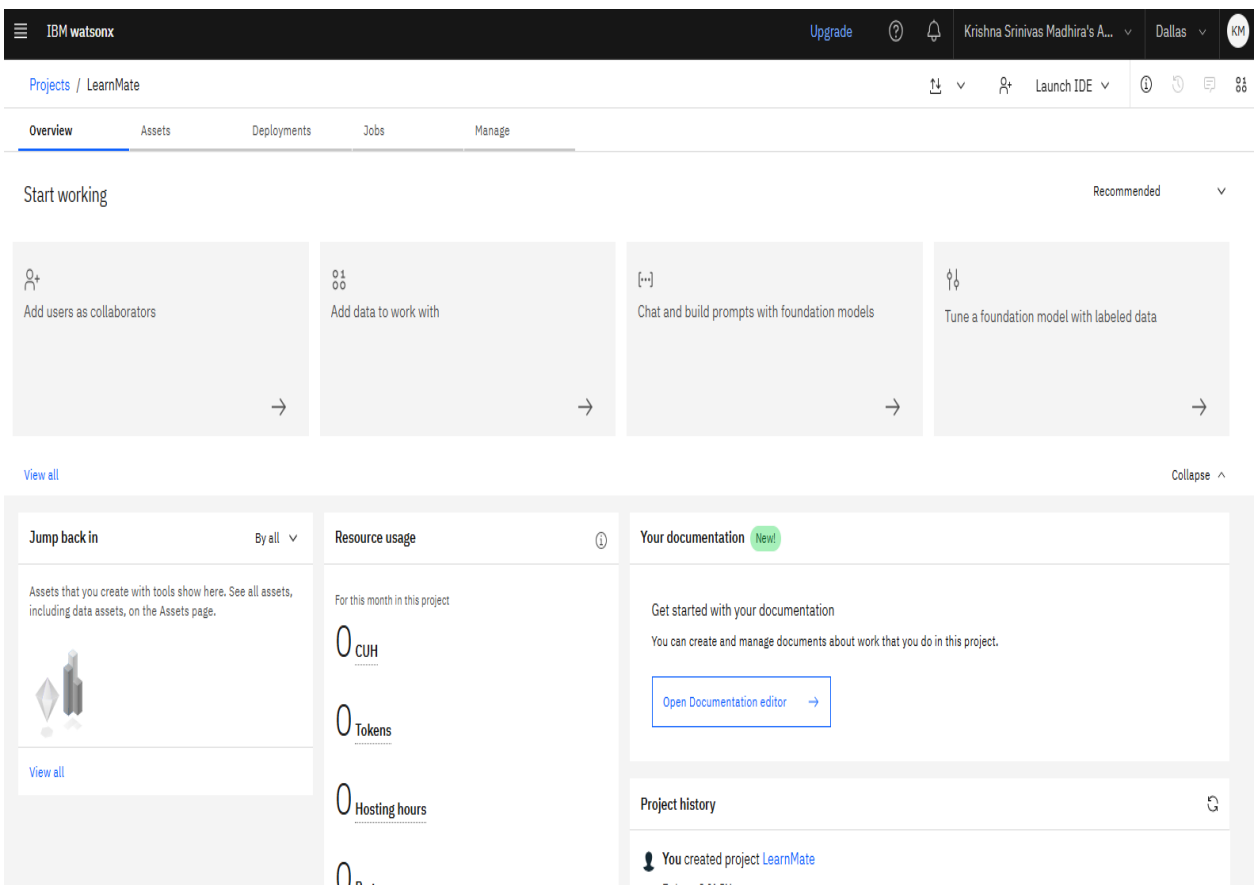 IBM watsonx
Upgrade
Krishna Srinivas Madhira's A...
Dallas
KM
Projects / LearnMate
Launch IDE
Overview
Assets
Deployments
Jobs
Manage
Start working
Recommended
Add users as collaborators
Add data to work with
Chat and build prompts with foundation models
Tune a foundation model with labeled data
View all
Collapse
Jump back in
By all
Assets that you create with tools show here. See all assets,
including data assets, on the Assets page.
View all
Resource usage
For this month in this project
0 CUH
0 Tokens
0 Hosting hours
0
Your documentation New!
Get started with your documentation
You can create and manage documents about work that you do in this project.
Open Documentation editor
Project history
You created project LearnMate